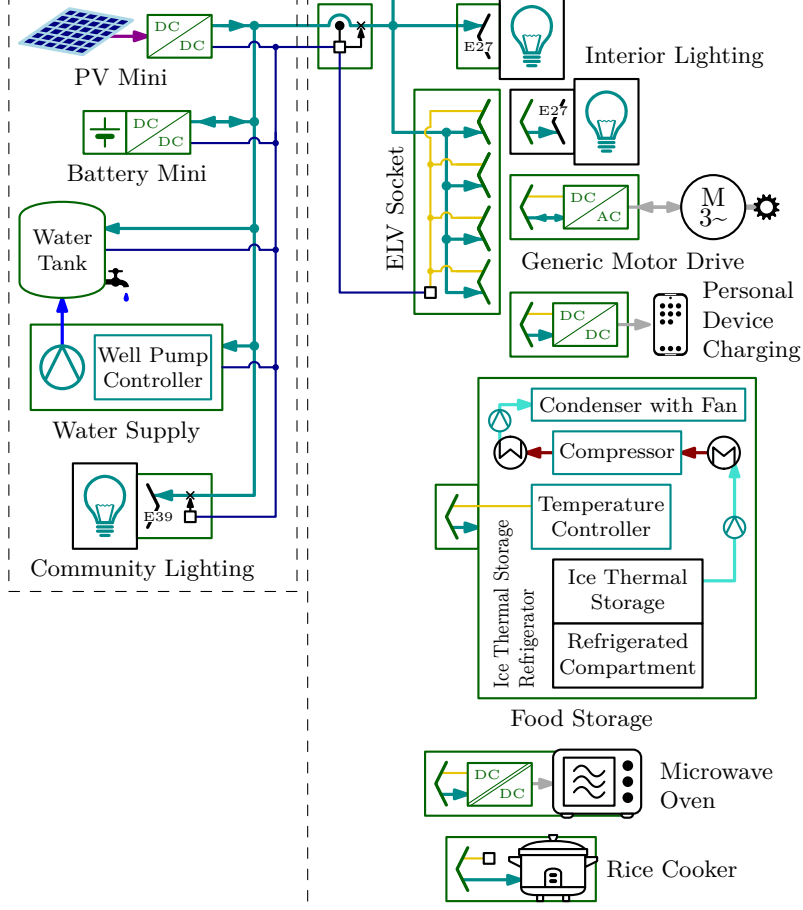 DC
DC
PV Mini
DC
DC
Battery Mini
Water
Tank
Well Pump
Controller
Water Supply
E39
Community Lighting
E27
Interior Lighting
E27
ELV Socket
DC
AC
M
3~
Generic Motor Drive
DC
DC
Personal
Device
Charging
Condenser with Fan
Compressor
Temperature
Controller
Ice Thermal Storage
Refrigerator
Ice Thermal
Storage
Refrigerated
Compartment
Food Storage
DC
DC
Microwave
Oven
Rice Cooker